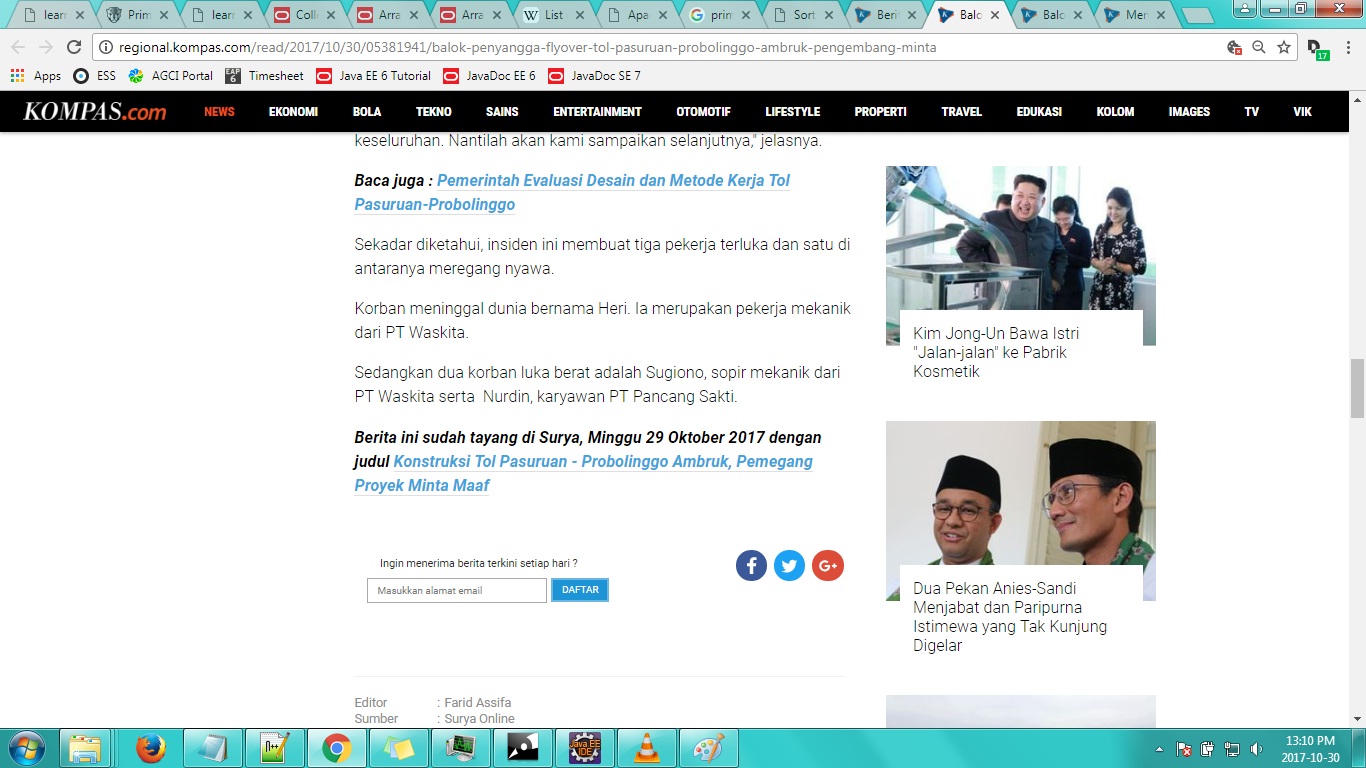 learn
Prim
learn
Coll
Arra
Arra
List
Apa
prim
Sort
Beri
Balo
Balo
Mer
regional.kompas.com/read/2017/10/30/05381941/balok-penyangga-flyover-tol-pasuruan-probolinggo-ambruk-pengembang-minta
17
Apps
ESS
AGCI Portal
EAP 6
Timesheet
Java EE 6 Tutorial
JavaDoc EE 6
JavaDoc SE 7
KOMPAS.com
NEWS
EKONOMI
BOLA
TEKNO
SAINS
ENTERTAINMENT
OTOMOTIF
LIFESTYLE
PROPERTI
TRAVEL
EDUKASI
KOLOM
IMAGES
TV
VIK
keseluruhan. Nantilah akan kami sampaikan selanjutnya," jelasnya.
Baca juga : Pemerintah Evaluasi Desain dan Metode Kerja Tol
Pasuruan-Probolinggo
Sekadar diketahui, insiden ini membuat tiga pekerja terluka dan satu di
antaranya meregang nyawa.
Korban meninggal dunia bernama Heri. Ia merupakan pekerja mekanik
dari PT Waskita.
Sedangkan dua korban luka berat adalah Sugiono, sopir mekanik dari
PT Waskita serta Nurdin, karyawan PT Pancang Sakti.
Berita ini sudah tayang di Surya, Minggu 29 Oktober 2017 dengan
judul Konstruksi Tol Pasuruan - Probolinggo Ambruk, Pemegang
Proyek Minta Maaf
Ingin menerima berita terkini setiap hari ?
Masukkan alamat email
DAFTAR
Editor : Farid Assifa
Sumber : Surya Online
Kim Jong-Un Bawa Istri
"Jalan-jalan" ke Pabrik
Kosmetik
Dua Pekan Anies-Sandi
Menjabat dan Paripurna
Istimewa yang Tak Kunjung
Digelar
Java EE
IDE
13:10 PM
2017-10-30